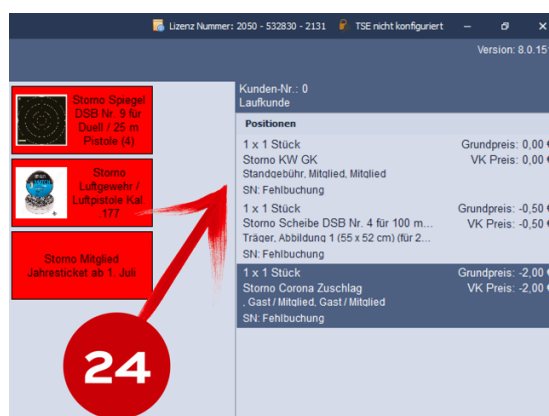 Lizenz Nummer: 2050 - 532830 - 2131 TSE nicht konfiguriert
Version: 8.0.15
Storno Spiegel
DSB Nr. 9 für
Duell / 25 m
Pistole (4)
Storno
Luftgewehr /
Luftpistole Kal.
.177
Storno Mitglied
Jahresticket ab 1. Juli
24
Kunden-Nr.: 0
Laufkunde
Positionen
1 x 1 Stück Grundpreis: 0,00 €
Storno KW GK VK Preis: 0,00 €
Standgebühr, Mitglied, Mitglied
SN: Fehlbuchung
1 x 1 Stück Grundpreis: -0,50 €
Storno Scheibe DSB Nr. 4 für 100 m... VK Preis: -0,50 €
Träger, Abbildung 1 (55 x 52 cm) (für 2...
SN: Fehlbuchung
1 x 1 Stück Grundpreis: -2,00 €
Storno Corona Zuschlag VK Preis: -2,00 €
, Gast / Mitglied, Gast / Mitglied
SN: Fehlbuchung